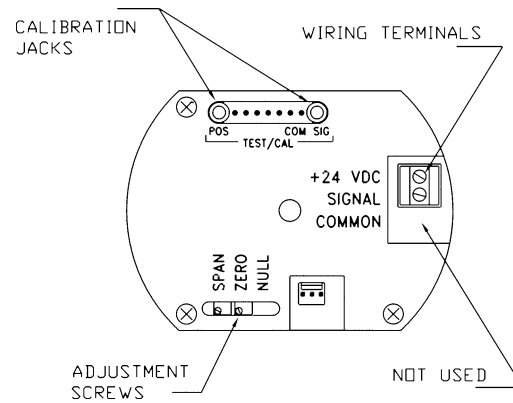 CALIBRATION
JACKS
WIRING TERMINALS
POS COM SIG
TEST/CAL
+24 VDC
SIGNAL
COMMON
SPAN
ZERO
NULL
ADJUSTMENT
SCREWS
NOT USED